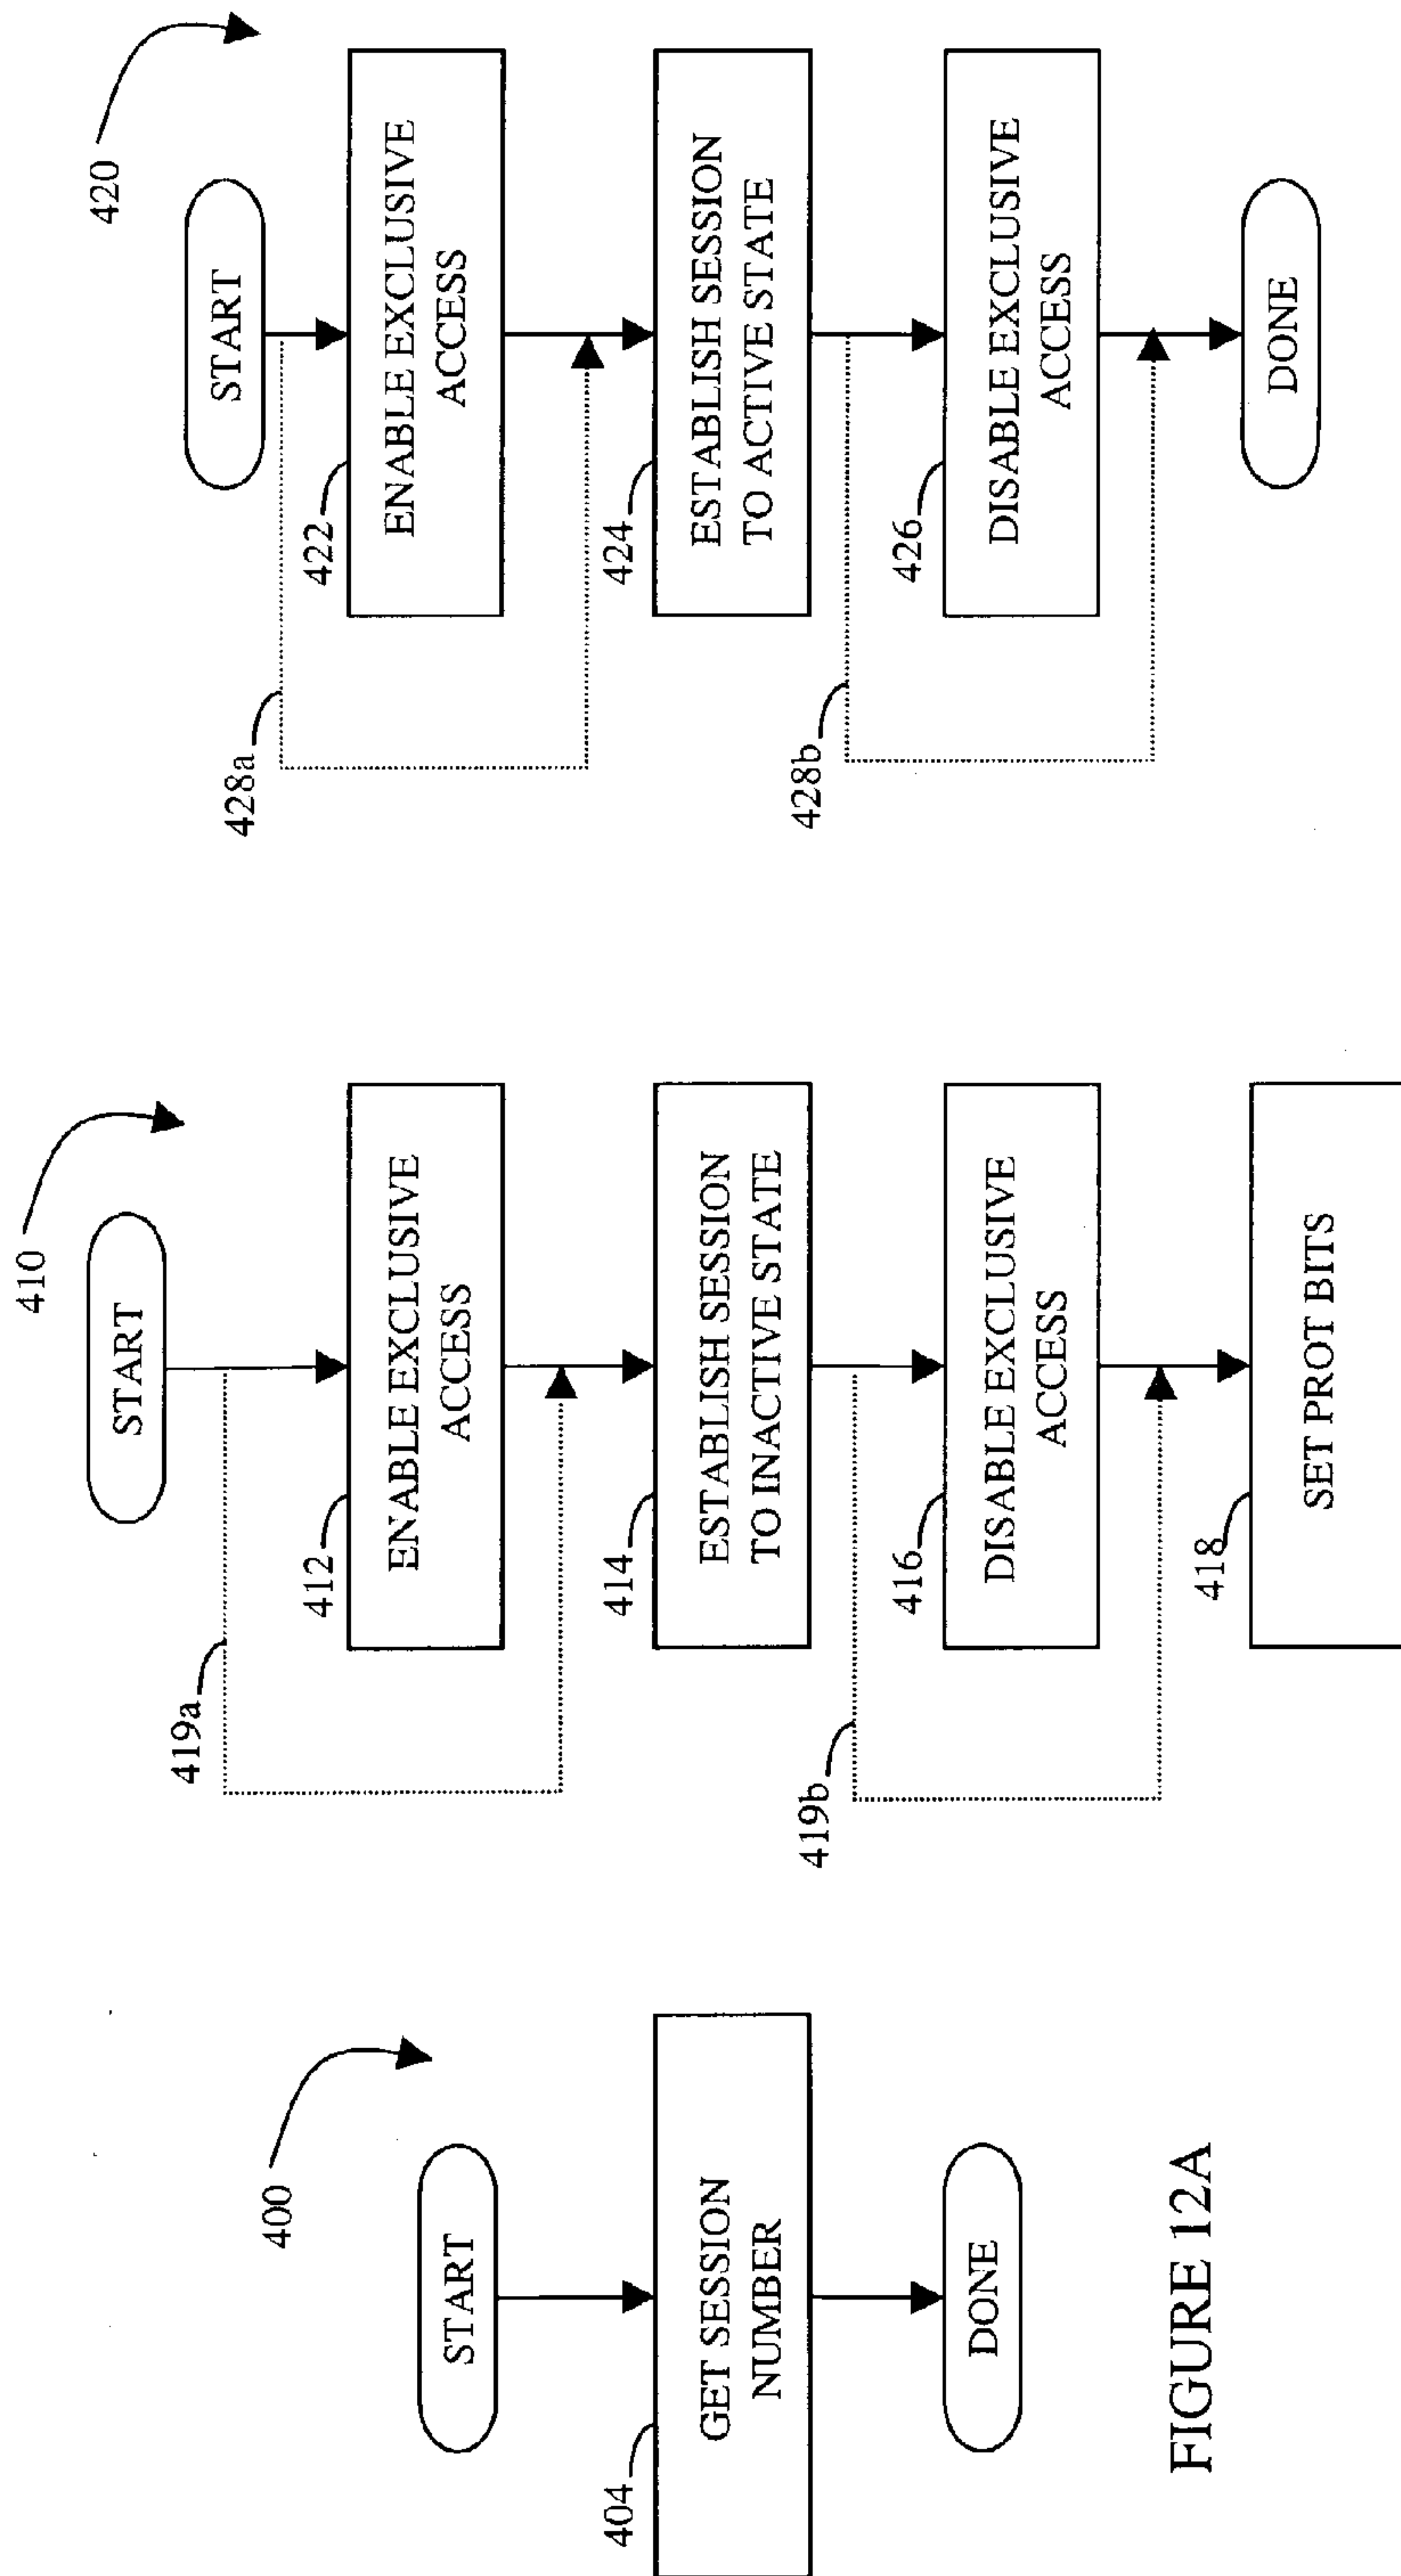 400
START
404
GET SESSION
NUMBER
DONE
FIGURE 12A
410
START
419a
412
ENABLE EXCLUSIVE
ACCESS
414
ESTABLISH SESSION
TO INACTIVE STATE
419b
416
DISABLE EXCLUSIVE
ACCESS
418
SET PROT BITS
420
START
428a
422
ENABLE EXCLUSIVE
ACCESS
424
ESTABLISH SESSION
TO ACTIVE STATE
428b
426
DISABLE EXCLUSIVE
ACCESS
DONE